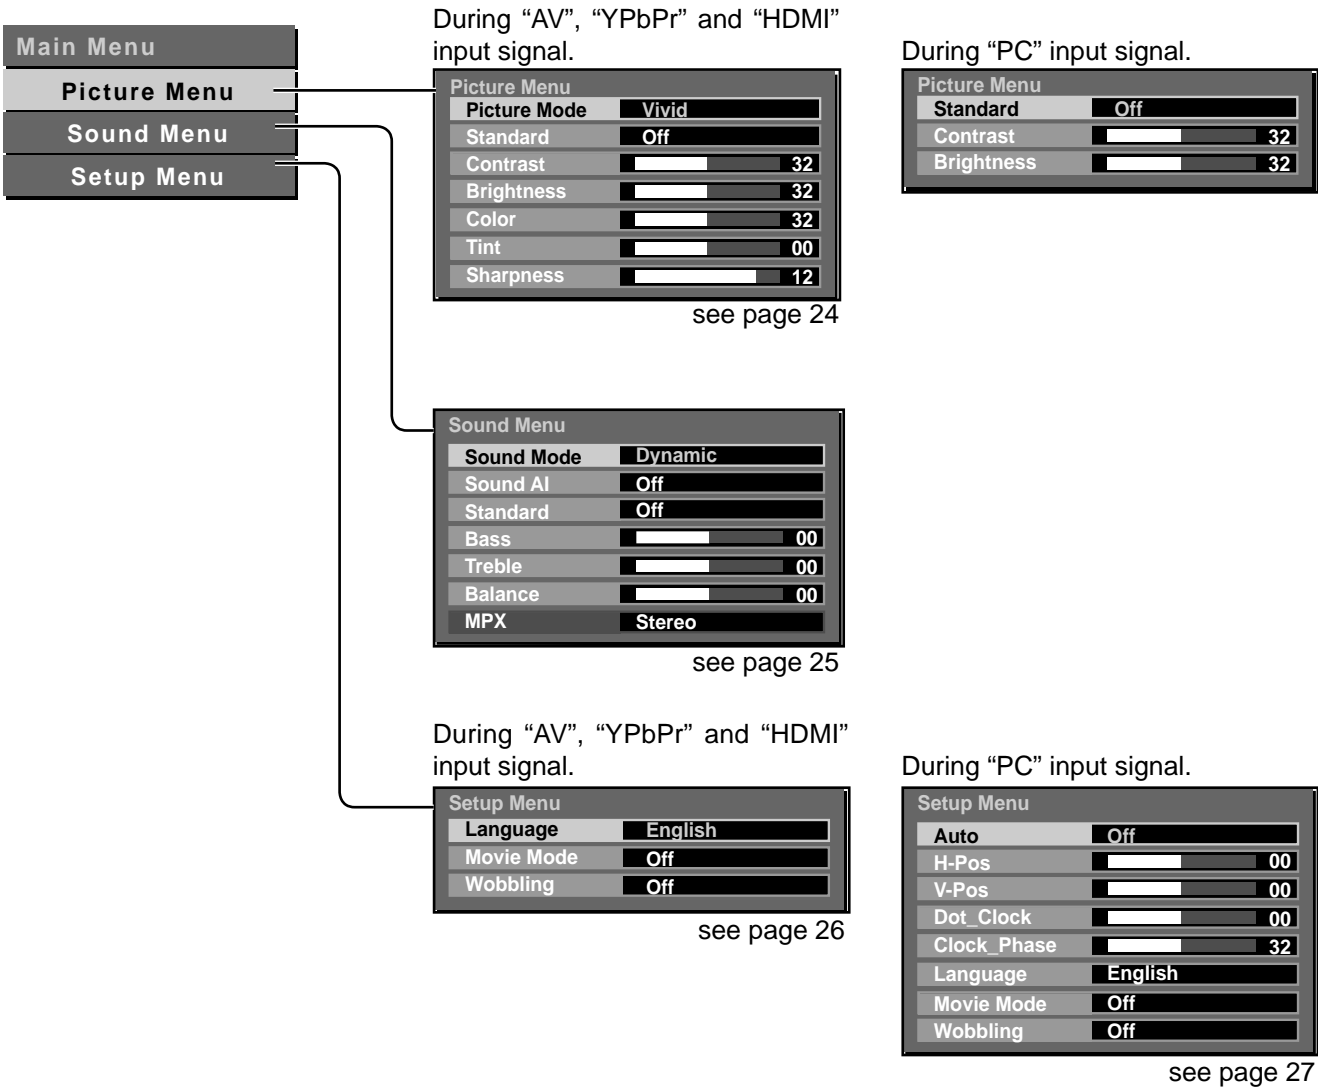 Main Menu
Picture Menu
Sound Menu
Setup Menu
During “AV”, “YPbPr” and “HDMI”
input signal.
Picture Menu
Picture Mode Vivid
Standard Off
Contrast 32
Brightness 32
Color 32
Tint 00
Sharpness 12
see page 24
During “PC” input signal.
Picture Menu
Standard Off
Contrast 32
Brightness 32
Sound Menu
Sound Mode Dynamic
Sound AI Off
Standard Off
Bass 00
Treble 00
Balance 00
MPX Stereo
see page 25
During “AV”, “YPbPr” and “HDMI”
input signal.
Setup Menu
Language English
Movie Mode Off
Wobbling Off
see page 26
During “PC” input signal.
Setup Menu
Auto Off
H-Pos 00
V-Pos 00
Dot_Clock 00
Clock_Phase 32
Language English
Movie Mode Off
Wobbling Off
see page 27